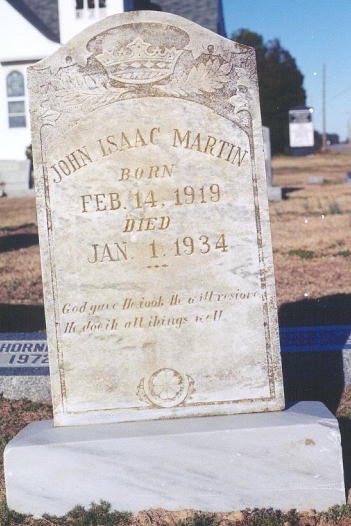 JOHN ISAAC MARTIN
BORN
FEB. 14. 1919
DIED
JAN. 1. 1934
God gave He took He will restore
He doeth all things well
THORNE
1972